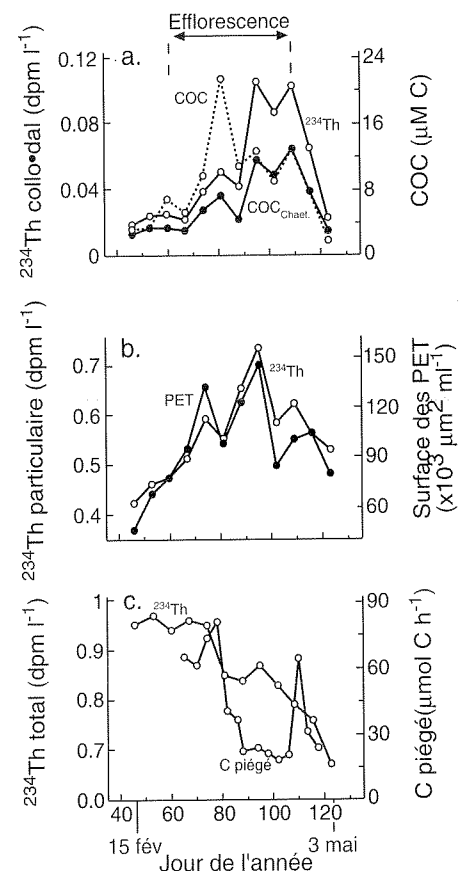 Efflorescence
a.
0.12
0.08
0.04
0
24
16
8
0
COC
²³⁴Th
COC Chaet.
²³⁴Th collo•dal (dpm l⁻¹)
COC (µM C)
b.
0.7
0.6
0.5
0.4
150
120
90
60
PET
²³⁴Th
²³⁴Th particulaire (dpm l⁻¹)
Surface des PET
(x10³ µm² ml⁻¹)
c.
1
0.9
0.8
0.7
0.0
90
60
30
0
²³⁴Th
C piégé
²³⁴Th total (dpm l⁻¹)
C piégé(µmol C h⁻¹)
40 60 80 100 120
15 fév 3 mai
Jour de l'année